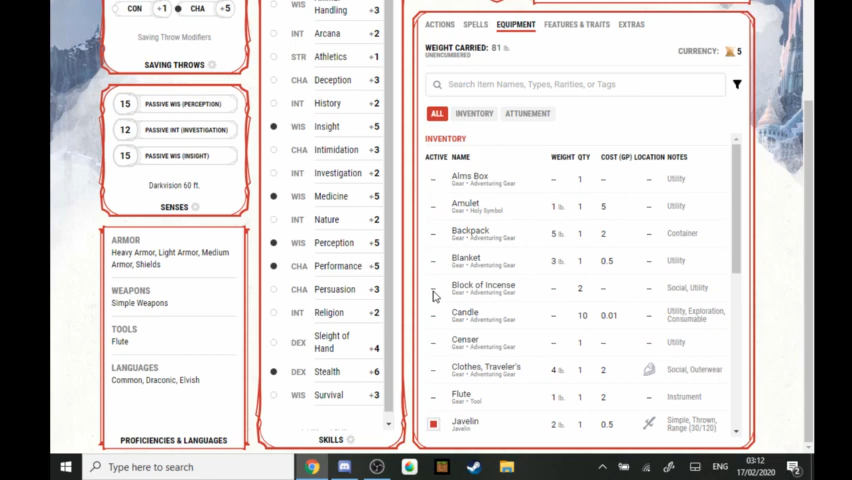 CON +1 CHA +5
Saving Throw Modifiers
SAVING THROWS
15 PASSIVE WIS (PERCEPTION)
12 PASSIVE INT (INVESTIGATION)
15 PASSIVE WIS (INSIGHT)
Darkvision 60 ft.
SENSES
ARMOR
Heavy Armor, Light Armor, Medium
Armor, Shields
WEAPONS
Simple Weapons
TOOLS
Flute
LANGUAGES
Common, Draconic, Elvish
PROFICIENCIES & LANGUAGES
WIS
Handling +3
INT Arcana +2
STR Athletics +1
CHA Deception +3
INT History +2
WIS Insight +5
CHA Intimidation +3
INT Investigation +2
WIS Medicine +5
INT Nature +2
WIS Perception +5
CHA Performance +5
CHA Persuasion +3
INT Religion +2
DEX Sleight of
Hand +4
DEX Stealth +6
WIS Survival +3
SKILLS
ACTIONS SPELLS EQUIPMENT FEATURES & TRAITS EXTRAS
WEIGHT CARRIED: 81 lb.
UNENCUMBERED
CURRENCY: 5
Search Item Names, Types, Rarities, or Tags
ALL INVENTORY ATTUNEMENT
INVENTORY
ACTIVE NAME WEIGHT QTY COST (GP) LOCATION NOTES
-- Alms Box -- 1 -- -- Utility
Gear • Adventuring Gear
-- Amulet 1 lb. 1 5 -- Utility
Gear • Holy Symbol
-- Backpack 5 lb. 1 2 -- Container
Gear • Adventuring Gear
-- Blanket 3 lb. 1 0.5 -- Utility
Gear • Adventuring Gear
-- Block of Incense -- 2 -- -- Social, Utility
Gear • Adventuring Gear
-- Candle -- 10 0.01 -- Utility, Exploration,
Gear • Adventuring Gear Consumable
-- Censer -- 1 -- -- Utility
Gear • Adventuring Gear
-- Clothes, Traveler's 4 lb. 1 2 Social, Outerwear
Gear • Adventuring Gear
-- Flute 1 lb. 1 2 -- Instrument
Gear • Tool
Javelin 2 lb. 1 0.5 Simple, Thrown,
Javelin Range (30/120)
Type here to search
ENG
03:12
17/02/2020
2